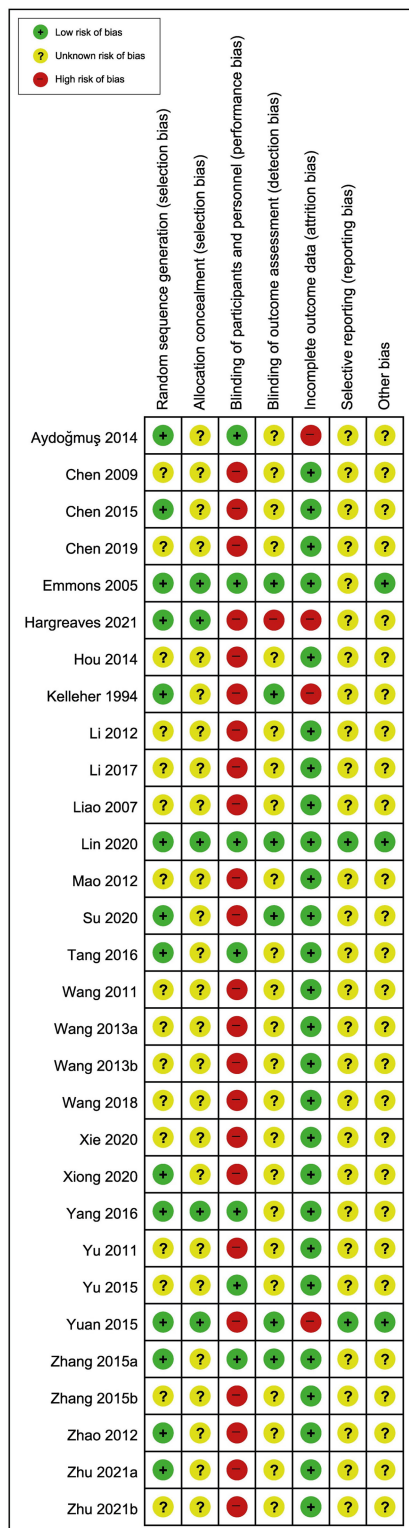 + Low risk of bias
? Unknown risk of bias
− High risk of bias
Random sequence generation (selection bias)
Allocation concealment (selection bias)
Blinding of participants and personnel (performance bias)
Blinding of outcome assessment (detection bias)
Incomplete outcome data (attrition bias)
Selective reporting (reporting bias)
Other bias
Aydoğmuş 2014 + ? + ? − ? ?
Chen 2009 ? ? − ? + ? ?
Chen 2015 + ? − ? + ? ?
Chen 2019 ? ? − ? + ? ?
Emmons 2005 + + + + + ? +
Hargreaves 2021 + + − − − ? ?
Hou 2014 ? ? − ? + ? ?
Kelleher 1994 + ? − + − ? ?
Li 2012 ? ? − ? + ? ?
Li 2017 ? ? − ? + ? ?
Liao 2007 ? ? − ? + ? ?
Lin 2020 + + + + + + +
Mao 2012 ? ? − ? + ? ?
Su 2020 + ? − + + ? ?
Tang 2016 + ? + ? + ? ?
Wang 2011 ? ? − ? + ? ?
Wang 2013a ? ? − ? + ? ?
Wang 2013b ? ? − ? + ? ?
Wang 2018 ? ? − ? + ? ?
Xie 2020 ? ? − ? + ? ?
Xiong 2020 + ? − ? + ? ?
Yang 2016 + + + ? + ? ?
Yu 2011 ? ? − ? + ? ?
Yu 2015 ? ? + ? + ? ?
Yuan 2015 + + − + − + +
Zhang 2015a + ? + + + ? ?
Zhang 2015b ? ? − ? + ? ?
Zhao 2012 + ? − ? + ? ?
Zhu 2021a + ? − ? + ? ?
Zhu 2021b ? ? − ? + ? ?